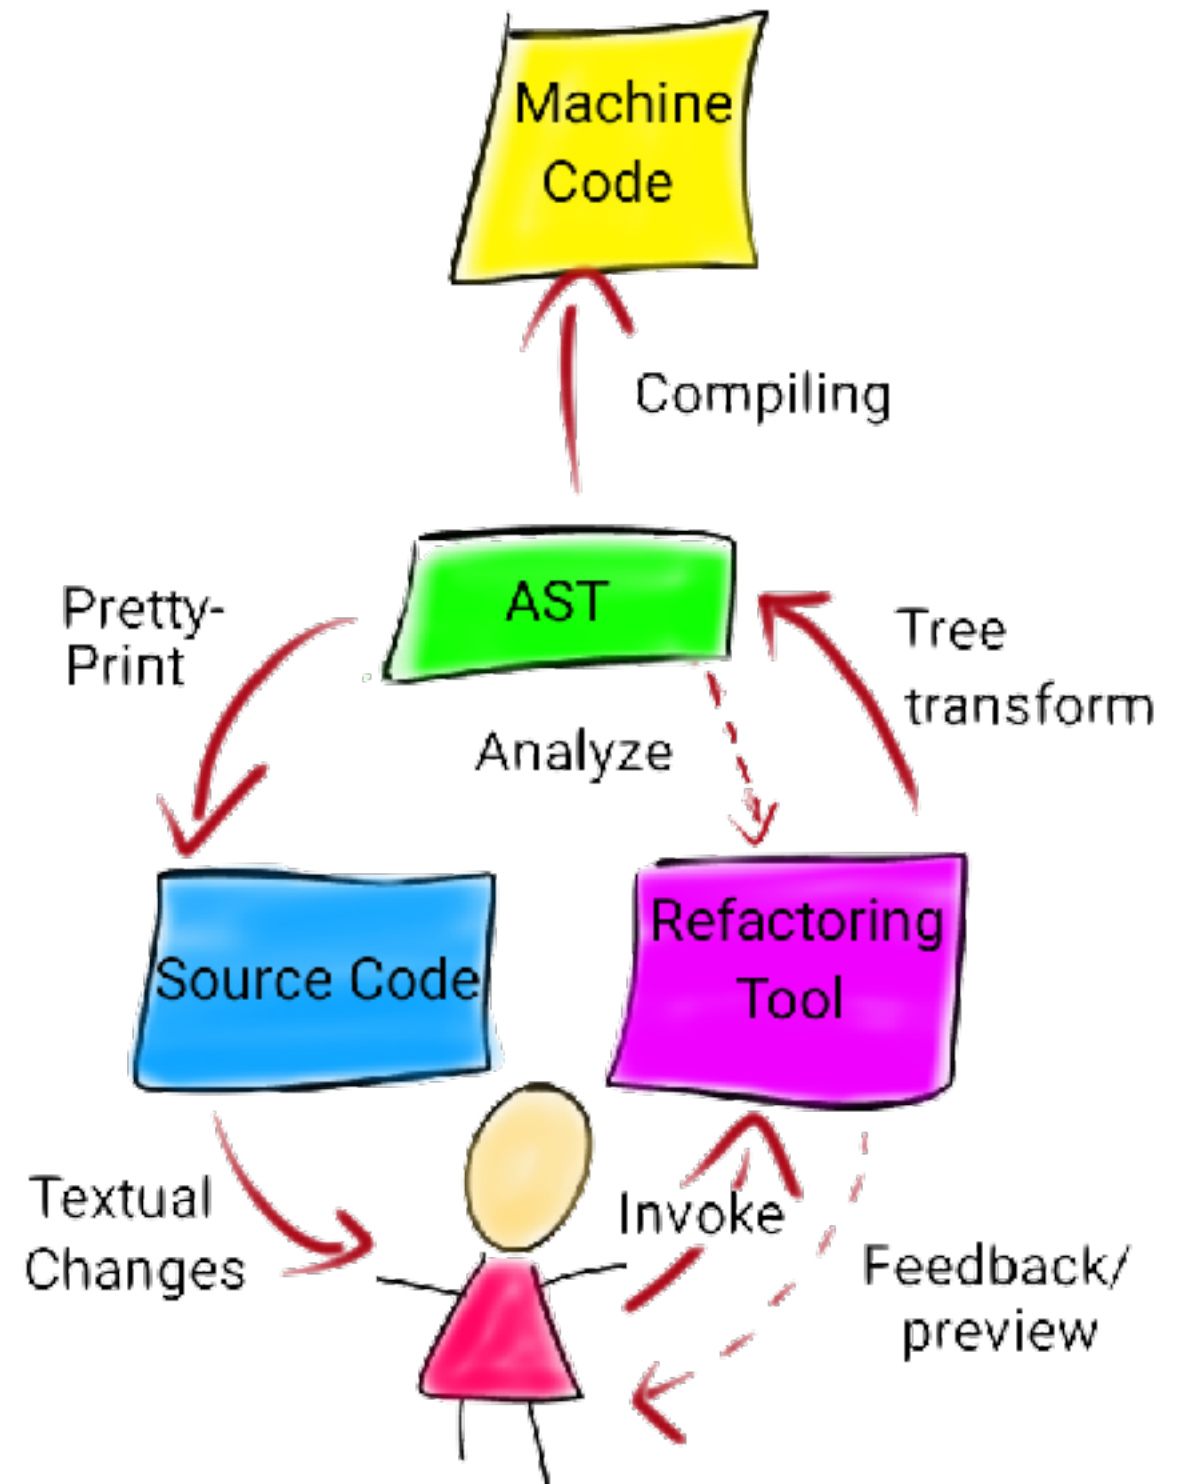 Machine
Code
Compiling
AST
Pretty-
Print
Tree
transform
Analyze
Source Code
Refactoring
Tool
Textual
Changes
Invoke
Feedback/
preview